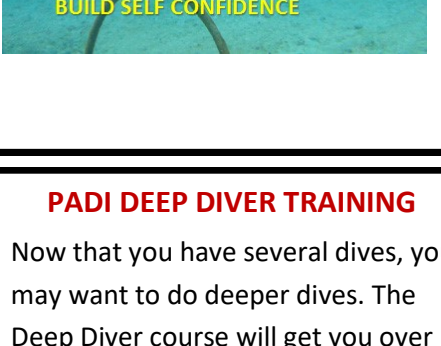 BUILD SELF CONFIDENCE
PADI DEEP DIVER TRAINING
Now that you have several dives, yo
may want to do deeper dives. The
Deep Diver course will get you over